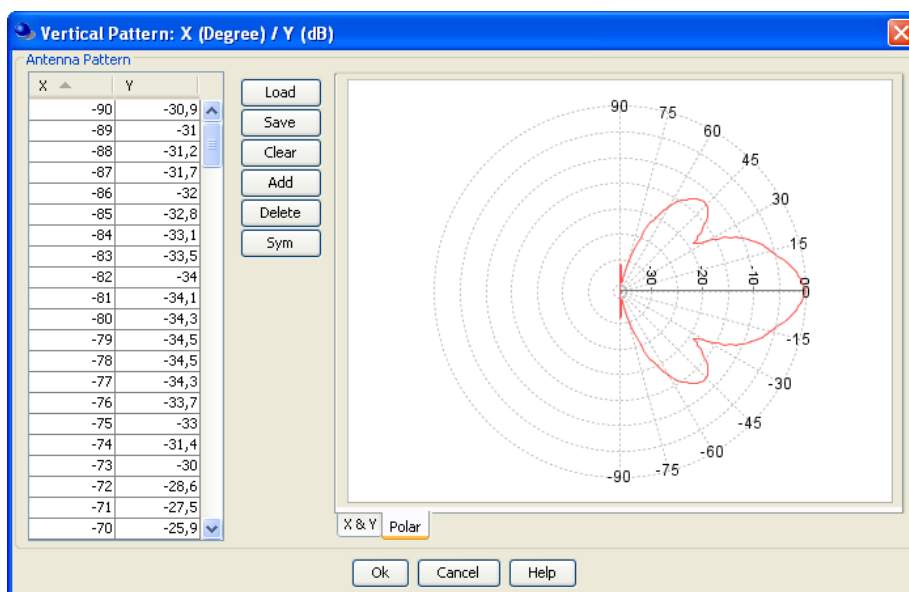 Vertical Pattern: X (Degree) / Y (dB)
Antenna Pattern
X Y
-90 -30,9
-89 -31
-88 -31,2
-87 -31,7
-86 -32
-85 -32,8
-84 -33,1
-83 -33,5
-82 -34
-81 -34,1
-80 -34,3
-79 -34,5
-78 -34,5
-77 -34,3
-76 -33,7
-75 -33
-74 -31,4
-73 -30
-72 -28,6
-71 -27,5
-70 -25,9
Load
Save
Clear
Add
Delete
Sym
90
75
60
45
30
15
0
-15
-30
-45
-60
-75
-90
-30 -20 -10 0
X & Y Polar
Ok Cancel Help